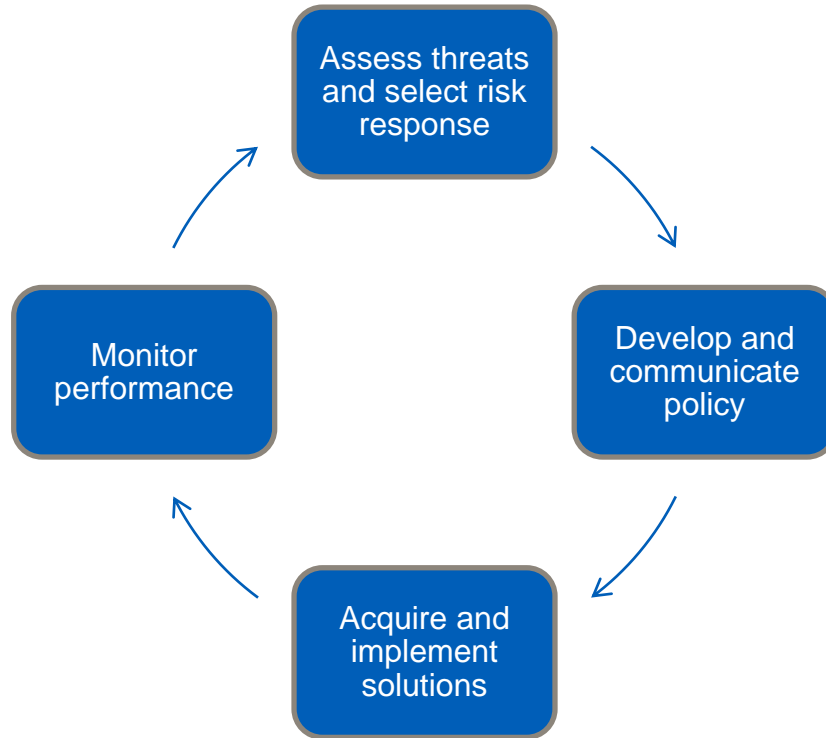 Assess threats
and select risk
response
Develop and
communicate
policy
Acquire and
implement
solutions
Monitor
performance